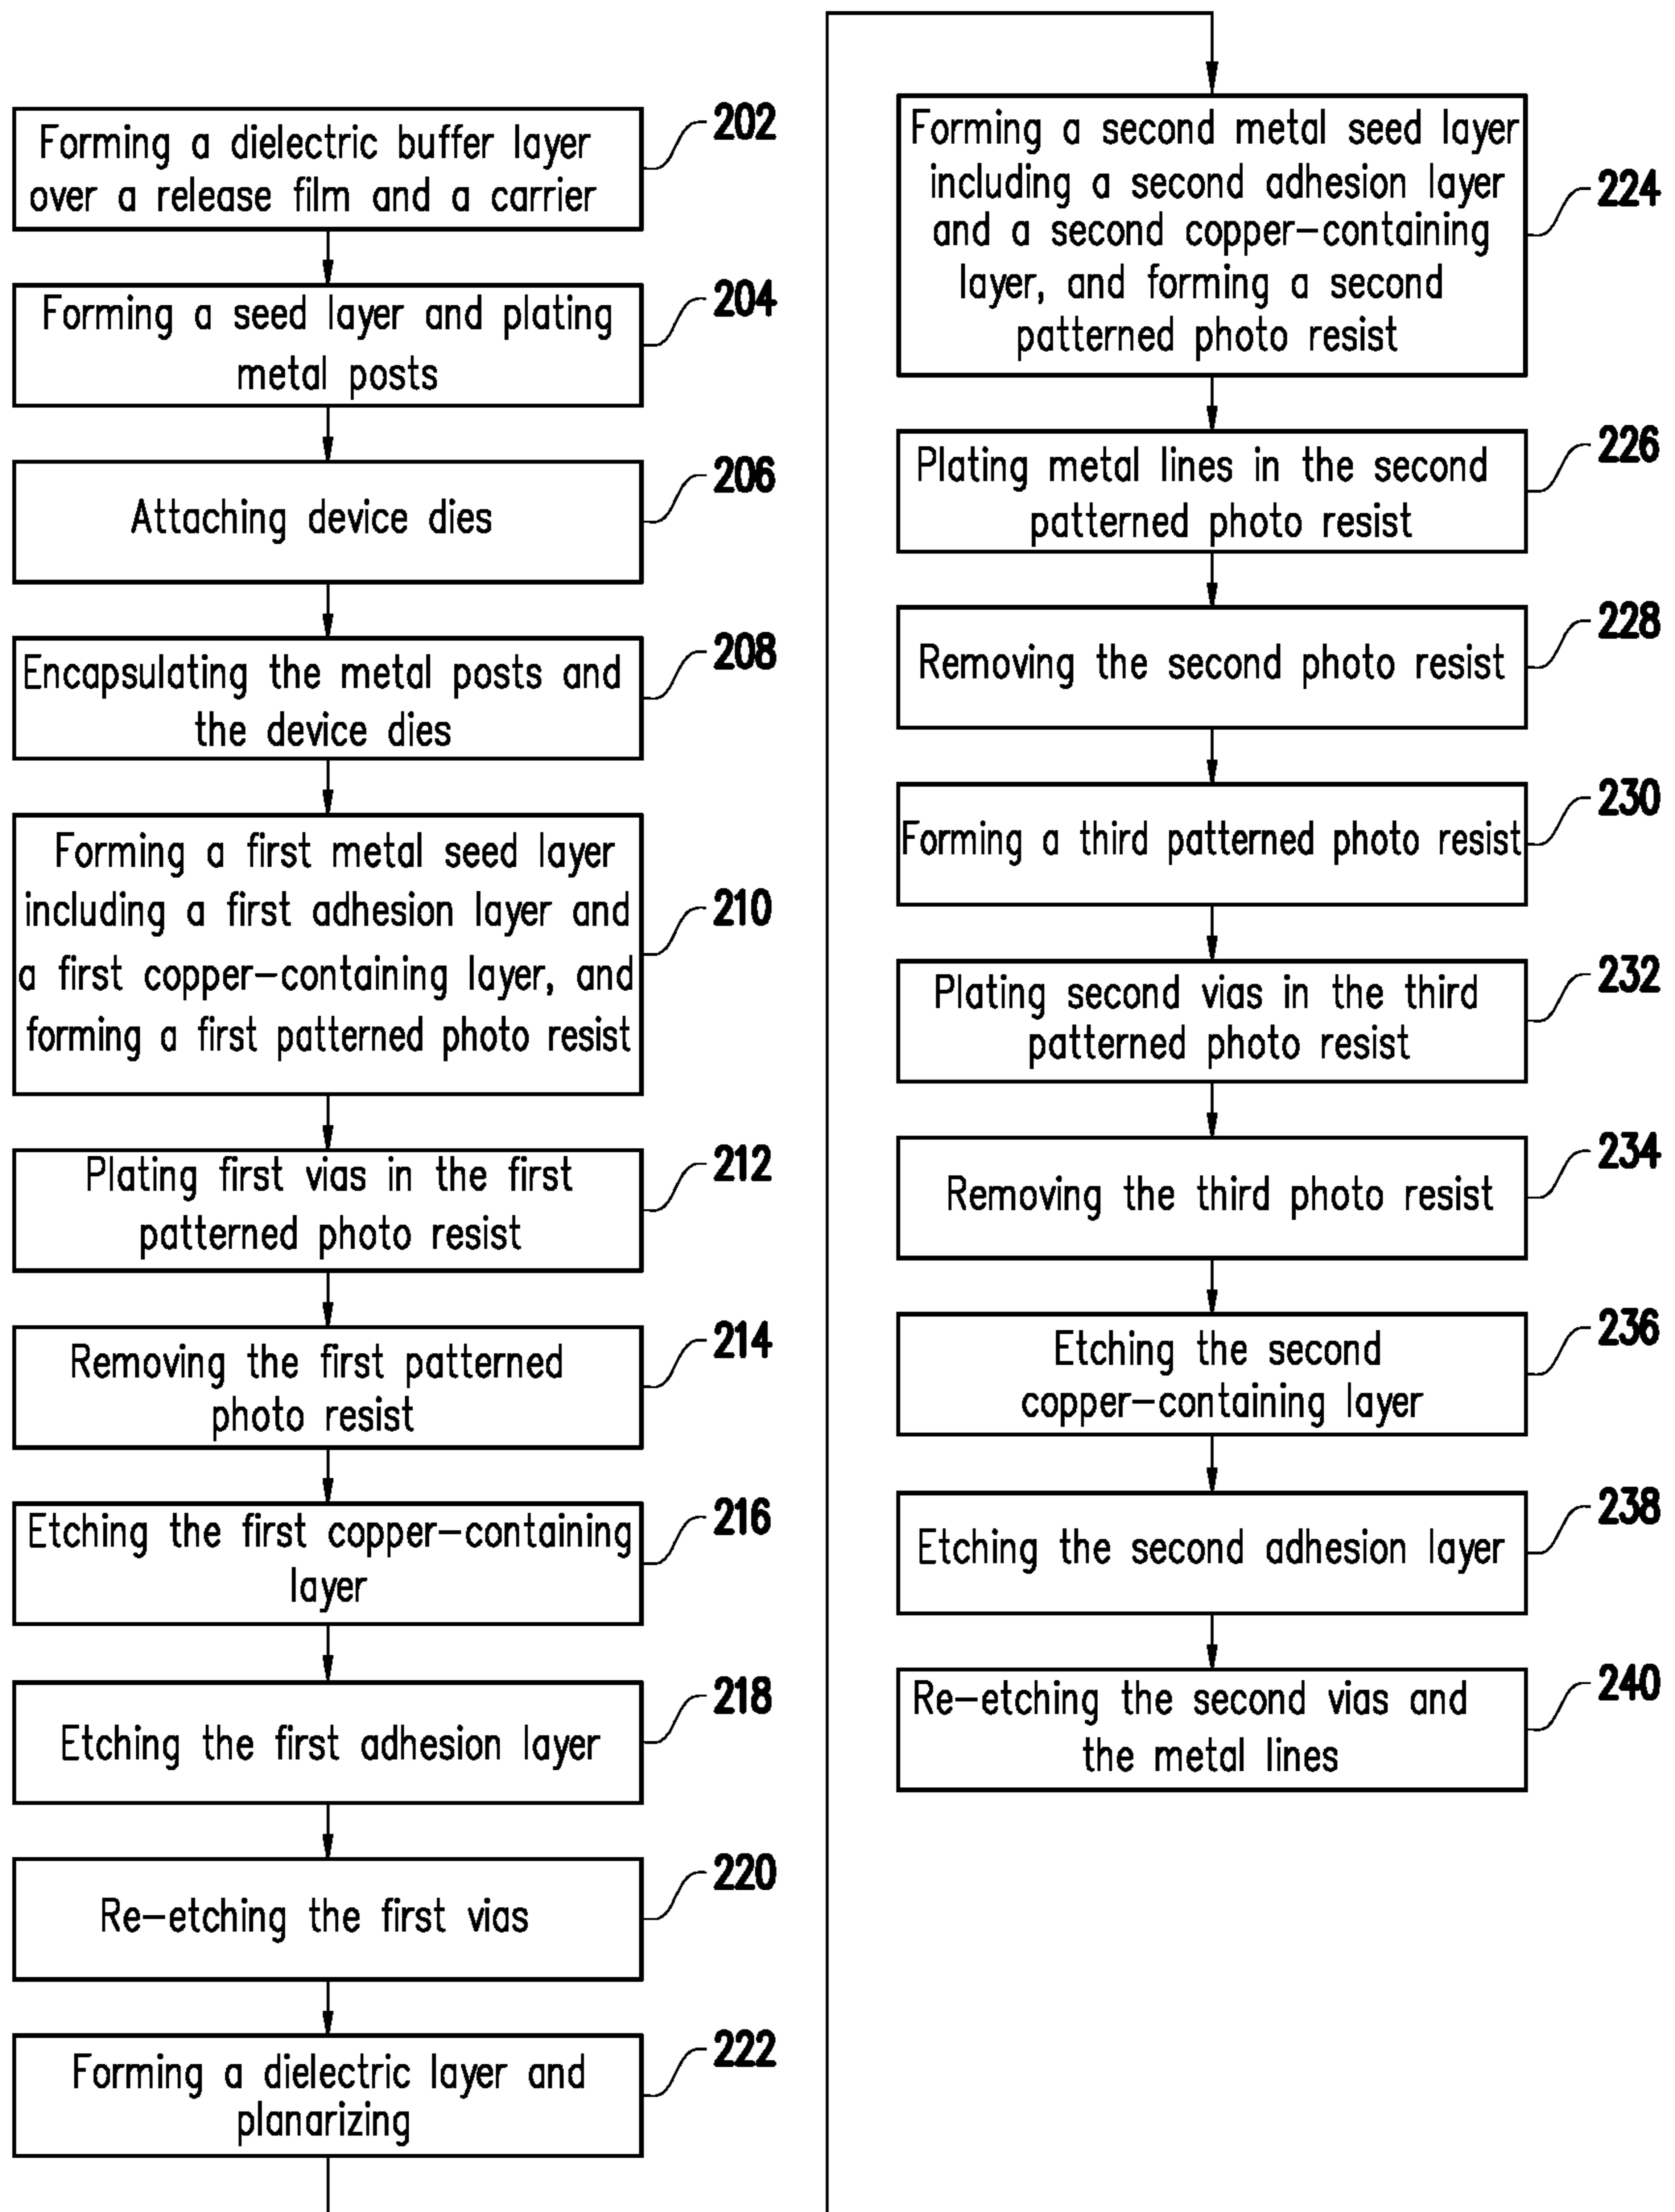 Forming a dielectric buffer layer
over a release film and a carrier
202
Forming a seed layer and plating
metal posts
204
Attaching device dies
206
Encapsulating the metal posts and
the device dies
208
Forming a first metal seed layer
including a first adhesion layer and
a first copper-containing layer, and
forming a first patterned photo resist
210
Plating first vias in the first
patterned photo resist
212
Removing the first patterned
photo resist
214
Etching the first copper-containing
layer
216
Etching the first adhesion layer
218
Re-etching the first vias
220
Forming a dielectric layer and
planarizing
222
Forming a second metal seed layer
including a second adhesion layer
and a second copper-containing
layer, and forming a second
patterned photo resist
224
Plating metal lines in the second
patterned photo resist
226
Removing the second photo resist
228
Forming a third patterned photo resist
230
Plating second vias in the third
patterned photo resist
232
Removing the third photo resist
234
Etching the second
copper-containing layer
236
Etching the second adhesion layer
238
Re-etching the second vias and
the metal lines
240